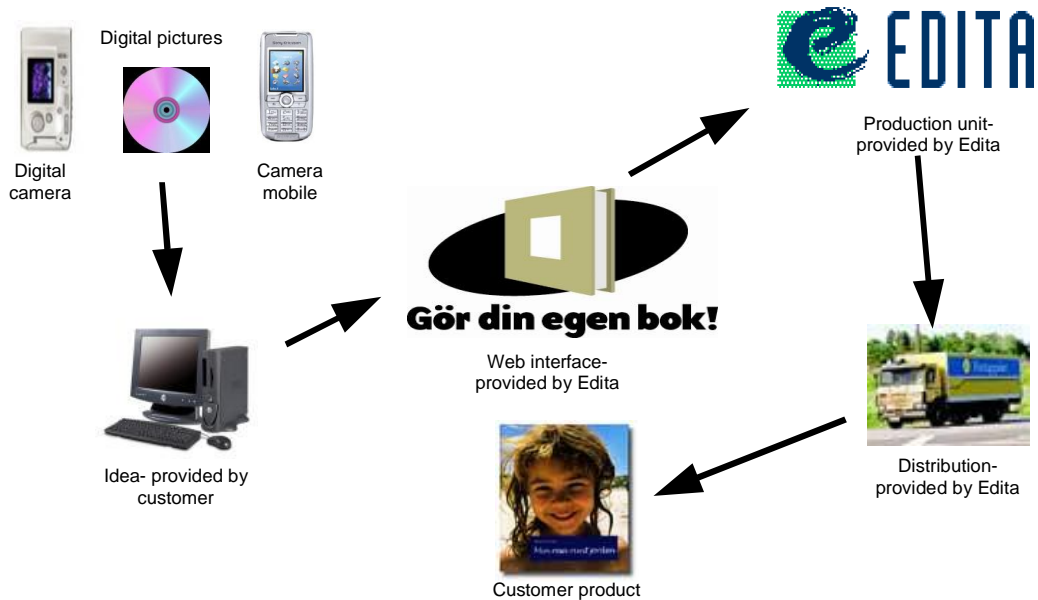 Digital pictures
Digital
camera
Camera
mobile
EDITA
Production unit-
provided by Edita
Gör din egen bok!
Web interface-
provided by Edita
Idea- provided by
customer
Distribution-
provided by Edita
Customer product